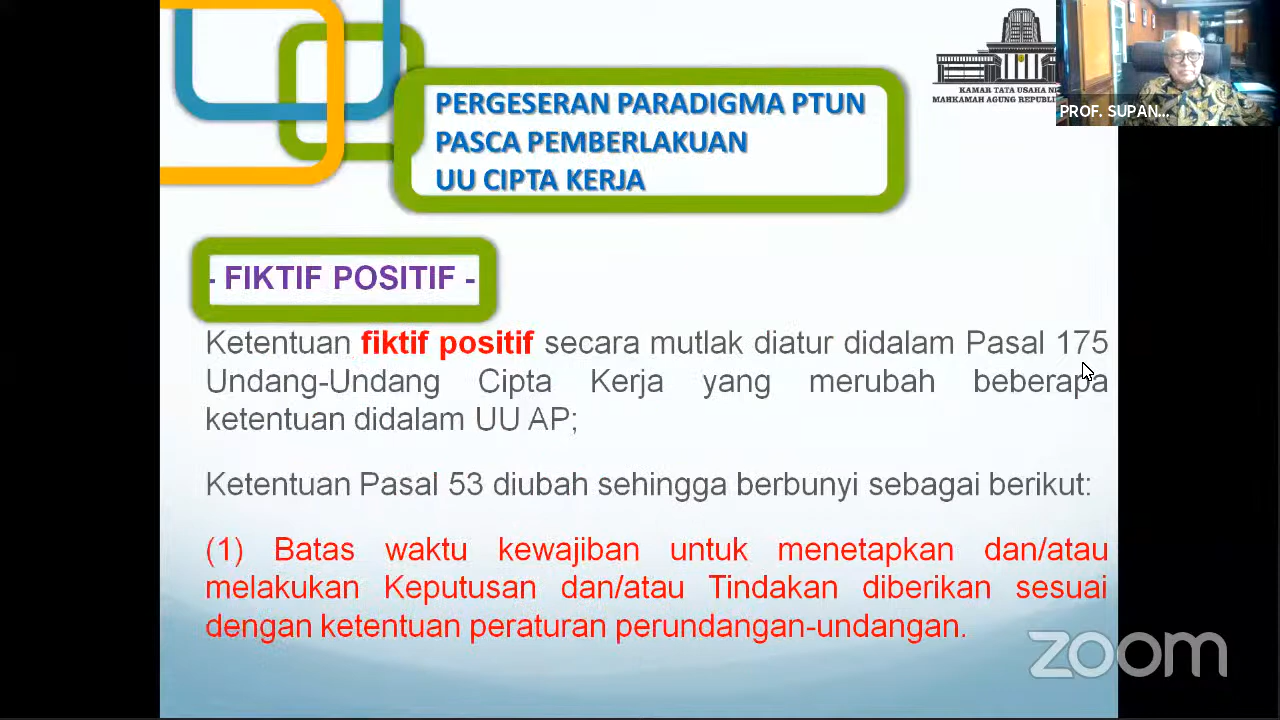 PERGESERAN PARADIGMA PTUN
PASCA PEMBERLAKUAN
UU CIPTA KERJA
KAMAR TATA USAHA
MAHKAMAH AGUNG
PROF. SUPAN...
- FIKTIF POSITIF -
Ketentuan fiktif positif secara mutlak diatur didalam Pasal 175
Undang-Undang Cipta Kerja yang merubah beberapa
ketentuan didalam UU AP;
Ketentuan Pasal 53 diubah sehingga berbunyi sebagai berikut:
(1) Batas waktu kewajiban untuk menetapkan dan/atau
melakukan Keputusan dan/atau Tindakan diberikan sesuai
dengan ketentuan peraturan perundangan-undangan.
zoom